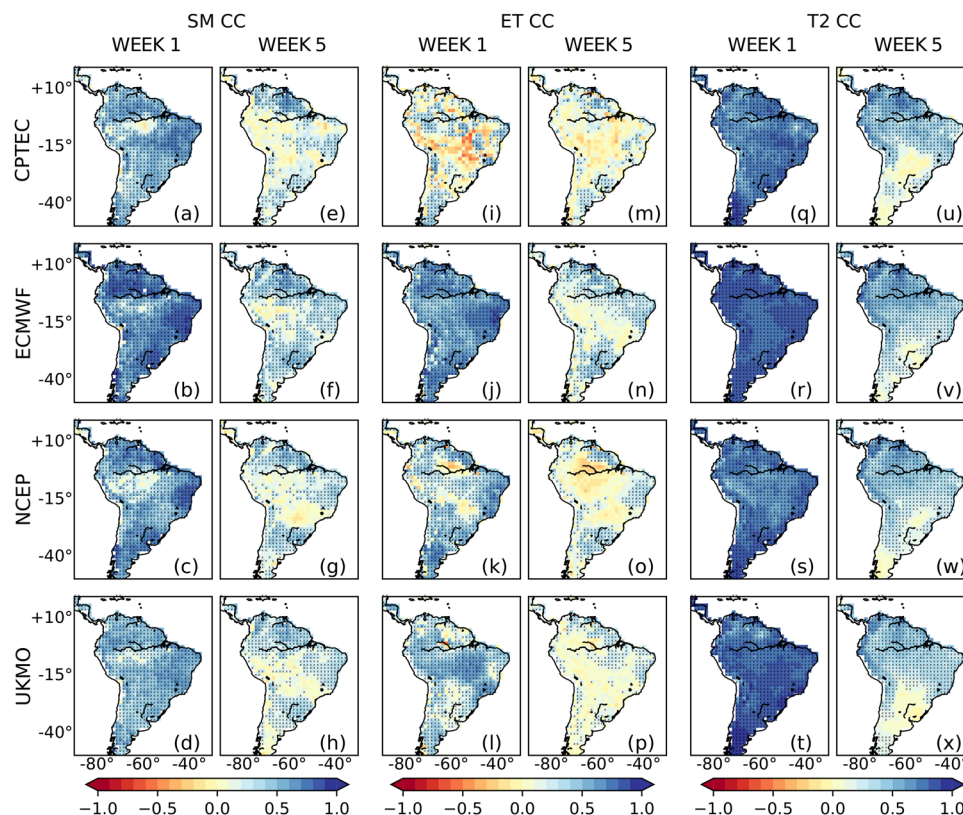 SM CC ET CC T2 CC
WEEK 1 WEEK 5 WEEK 1 WEEK 5 WEEK 1 WEEK 5
CPTEC
+10°
-15°
-40°
(a) (e) (i) (m) (q) (u)
ECMWF
+10°
-15°
-40°
(b) (f) (j) (n) (r) (v)
NCEP
+10°
-15°
-40°
(c) (g) (k) (o) (s) (w)
UKMO
+10°
-15°
-40°
(d) (h) (l) (p) (t) (x)
-80° -60° -40° -80° -60° -40° -80° -60° -40° -80° -60° -40° -80° -60° -40° -80° -60° -40°
−1.0 −0.5 0.0 0.5 1.0 −1.0 −0.5 0.0 0.5 1.0 −1.0 −0.5 0.0 0.5 1.0